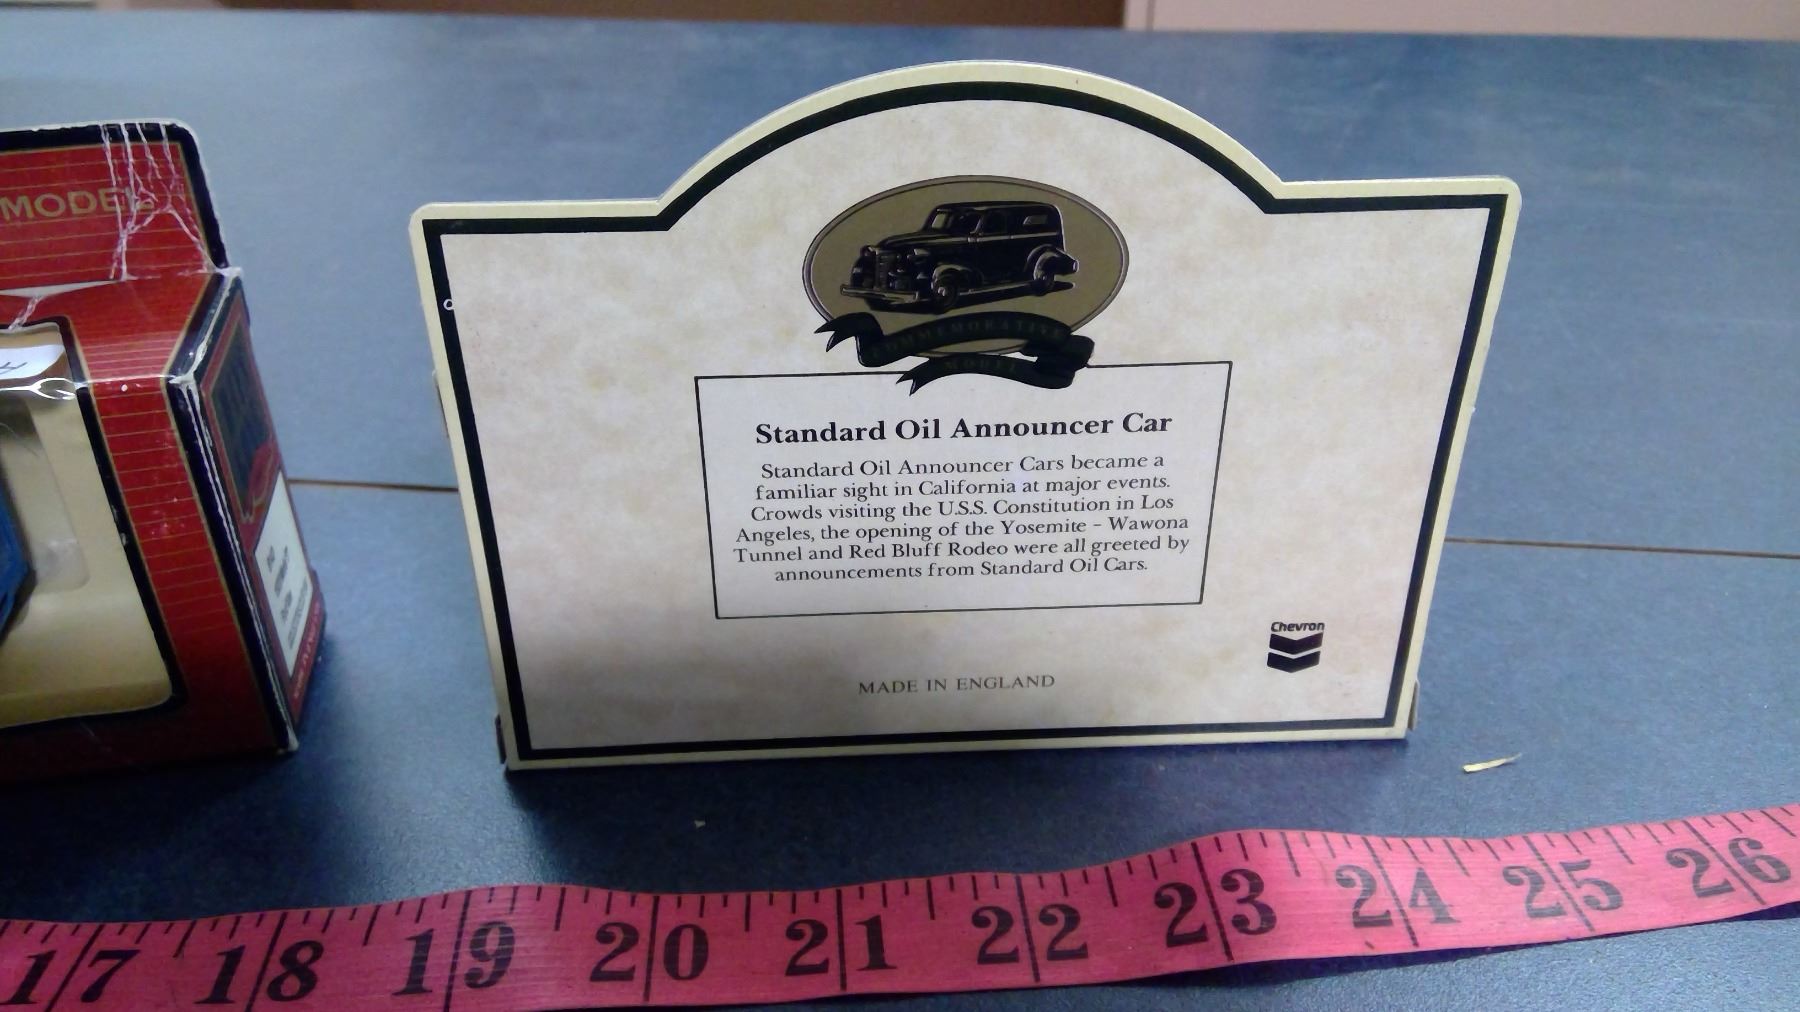 MODEL
COMMEMORATIVE
MODEL
Standard Oil Announcer Car
Standard Oil Announcer Cars became a
familiar sight in California at major events.
Crowds visiting the U.S.S. Constitution in Los
Angeles, the opening of the Yosemite - Wawona
Tunnel and Red Bluff Rodeo were all greeted by
announcements from Standard Oil Cars.
Chevron
MADE IN ENGLAND
17 18 19 20 21 22 23 24 25 26